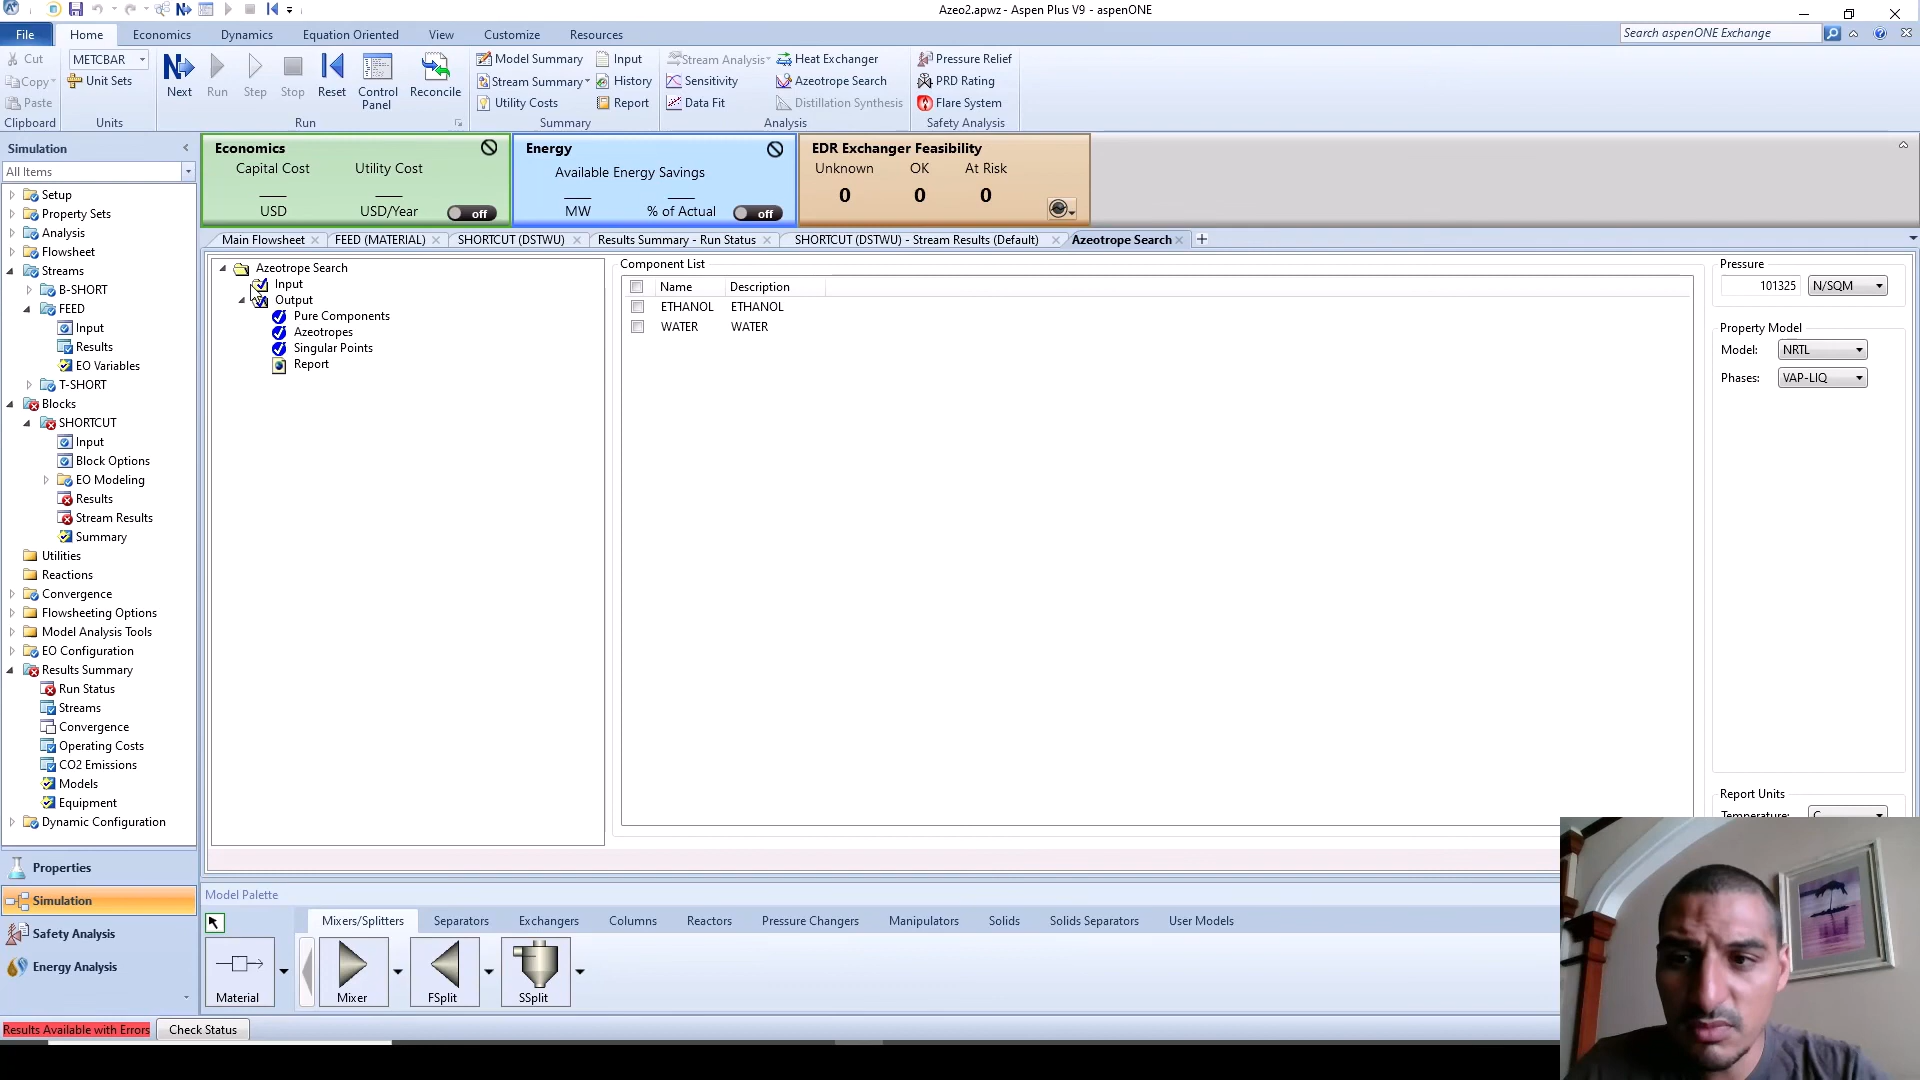 Azeo2.apwz - Aspen Plus V9 - aspenONE
File Home Economics Dynamics Equation Oriented View Customize Resources Search aspenONE Exchange
Cut METCBAR Model Summary Input Stream Analysis Heat Exchanger Pressure Relief
Copy Unit Sets Next Run Step Stop Reset Control Panel Reconcile Stream Summary History Sensitivity Azeotrope Search PRD Rating
Paste Utility Costs Report Data Fit Distillation Synthesis Flare System
Clipboard Units Run Summary Analysis Safety Analysis
Simulation
All Items
Setup
Property Sets
Analysis
Flowsheet
Streams
B-SHORT
FEED
Input
Results
EO Variables
T-SHORT
Blocks
SHORTCUT
Input
Block Options
EO Modeling
Results
Stream Results
Summary
Utilities
Reactions
Convergence
Flowsheeting Options
Model Analysis Tools
EO Configuration
Results Summary
Run Status
Streams
Convergence
Operating Costs
CO2 Emissions
Models
Equipment
Dynamic Configuration
Properties
Simulation
Safety Analysis
Energy Analysis
Economics
Capital Cost Utility Cost
USD USD/Year off
Energy
Available Energy Savings
MW % of Actual off
EDR Exchanger Feasibility
Unknown OK At Risk
0 0 0
Main Flowsheet FEED (MATERIAL) SHORTCUT (DSTWU) Results Summary - Run Status SHORTCUT (DSTWU) - Stream Results (Default) Azeotrope Search
Azeotrope Search
Input
Output
Pure Components
Azeotropes
Singular Points
Report
Component List
Name Description
ETHANOL ETHANOL
WATER WATER
Pressure
101325 N/SQM
Property Model
Model: NRTL
Phases: VAP-LIQ
Report Units
Temperature: C
Model Palette
Mixers/Splitters Separators Exchangers Columns Reactors Pressure Changers Manipulators Solids Solids Separators User Models
Material Mixer FSplit SSplit
Results Available with Errors Check Status